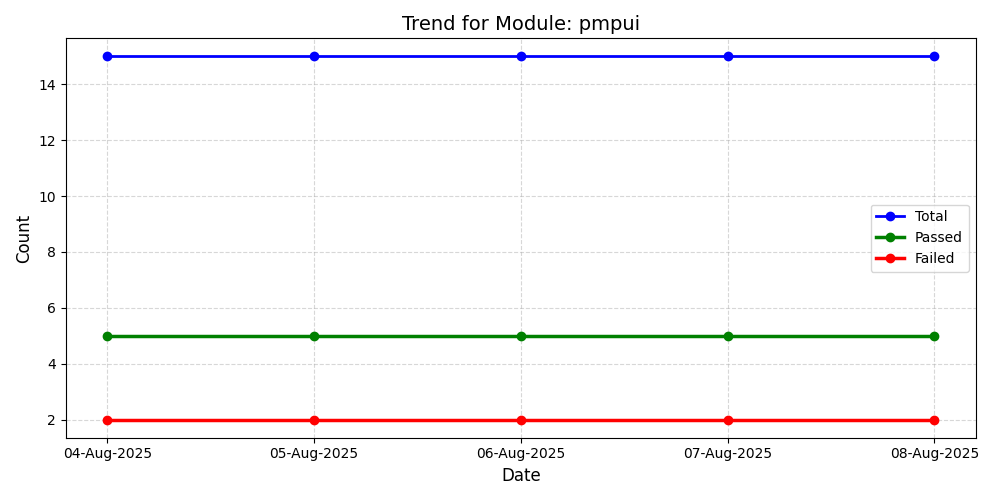 Trend for Module: pmpui
Count
14
12
10
8
6
4
2
Total
Passed
Failed
04-Aug-2025
05-Aug-2025
06-Aug-2025
07-Aug-2025
08-Aug-2025
Date